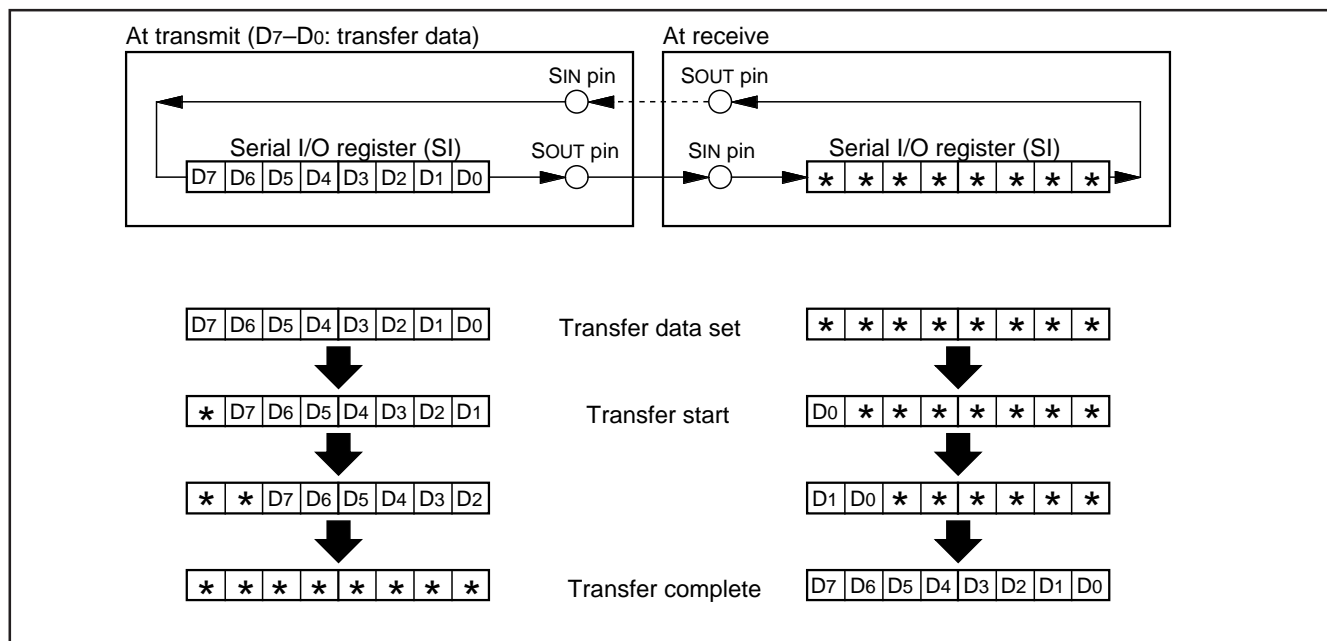 At transmit (D7–D0: transfer data)
At receive
SIN pin
SOUT pin
Serial I/O register (SI)
SOUT pin
SIN pin
Serial I/O register (SI)
D7 D6 D5 D4 D3 D2 D1 D0
* * * * * * * *
D7 D6 D5 D4 D3 D2 D1 D0
Transfer data set
* * * * * * * *
* D7 D6 D5 D4 D3 D2 D1
Transfer start
D0 * * * * * * *
* * D7 D6 D5 D4 D3 D2
D1 D0 * * * * * *
* * * * * * * *
Transfer complete
D7 D6 D5 D4 D3 D2 D1 D0